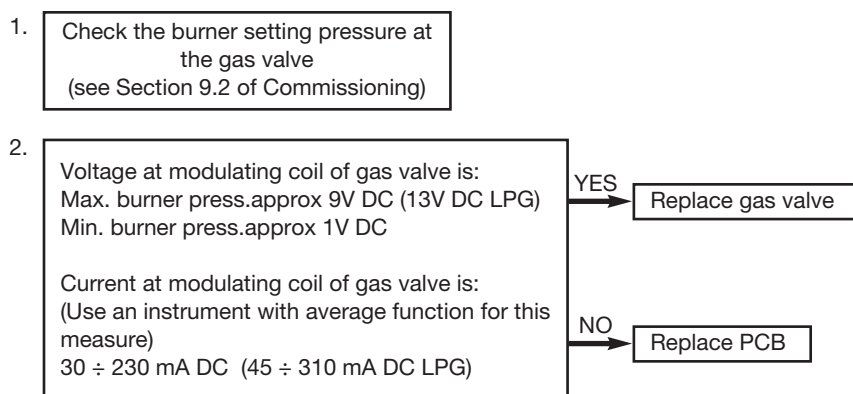 1.
Check the burner setting pressure at
the gas valve
(see Section 9.2 of Commissioning)
2.
Voltage at modulating coil of gas valve is:
Max. burner press.approx 9V DC (13V DC LPG)
Min. burner press.approx 1V DC
YES
Replace gas valve
Current at modulating coil of gas valve is:
(Use an instrument with average function for this
measure)
30 ÷ 230 mA DC (45 ÷ 310 mA DC LPG)
NO
Replace PCB